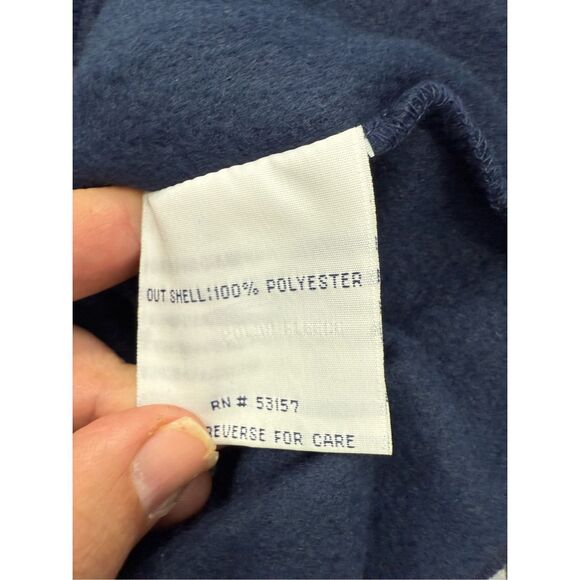 OUT SHELL:100% POLYESTER
RN # 53157
REVERSE FOR CARE